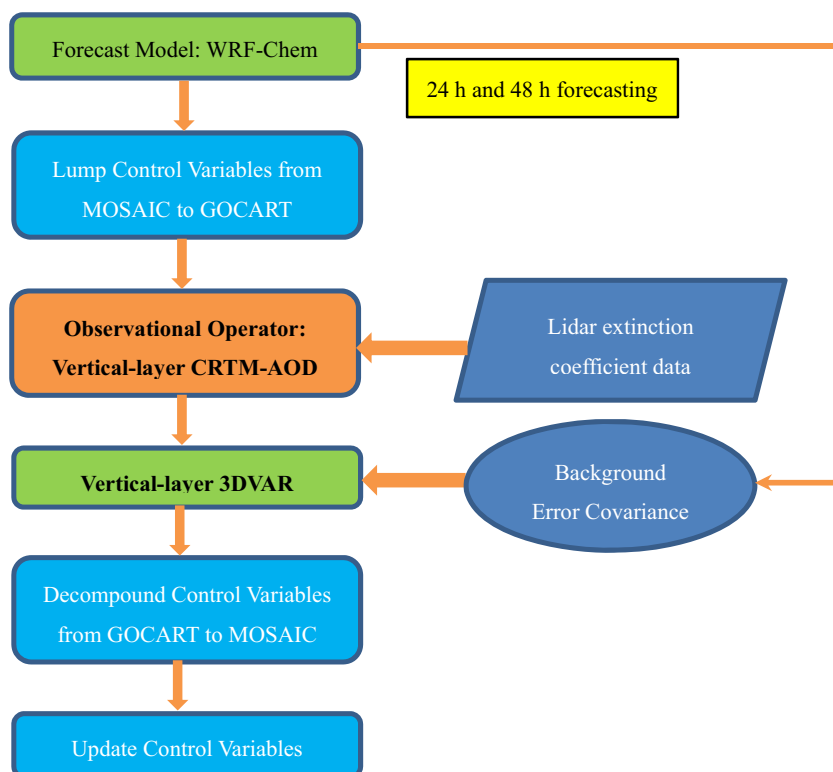 Forecast Model: WRF-Chem
24 h and 48 h forecasting
Lump Control Variables from
MOSAIC to GOCART
Observational Operator:
Vertical-layer CRTM-AOD
Lidar extinction
coefficient data
Vertical-layer 3DVAR
Background
Error Covariance
Decompound Control Variables
from GOCART to MOSAIC
Update Control Variables